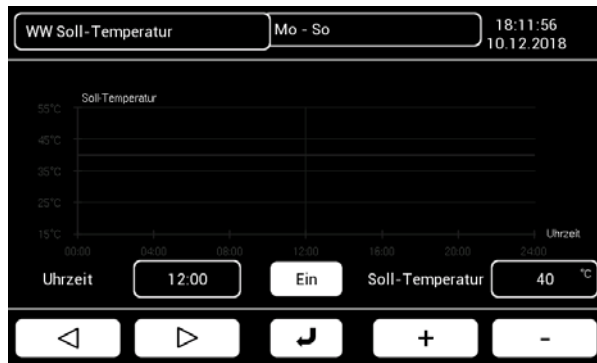 WW Soll-Temperatur
Mo - So
18:11:56
10.12.2018
Soll-Temperatur
55°C
45°C
35°C
25°C
15°C
Uhrzeit
00:00 04:00 08:00 12:00 16:00 20:00 24:00
Uhrzeit 12:00 Ein Soll-Temperatur 40 °C
+ -